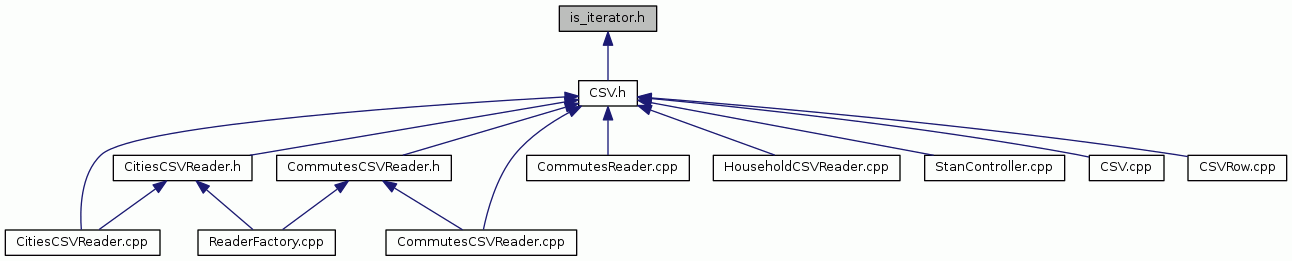 is_iterator.h
CSV.h
CitiesCSVReader.h
CommutesCSVReader.h
CommutesReader.cpp
HouseholdCSVReader.cpp
StanController.cpp
CSV.cpp
CSVRow.cpp
CitiesCSVReader.cpp
ReaderFactory.cpp
CommutesCSVReader.cpp